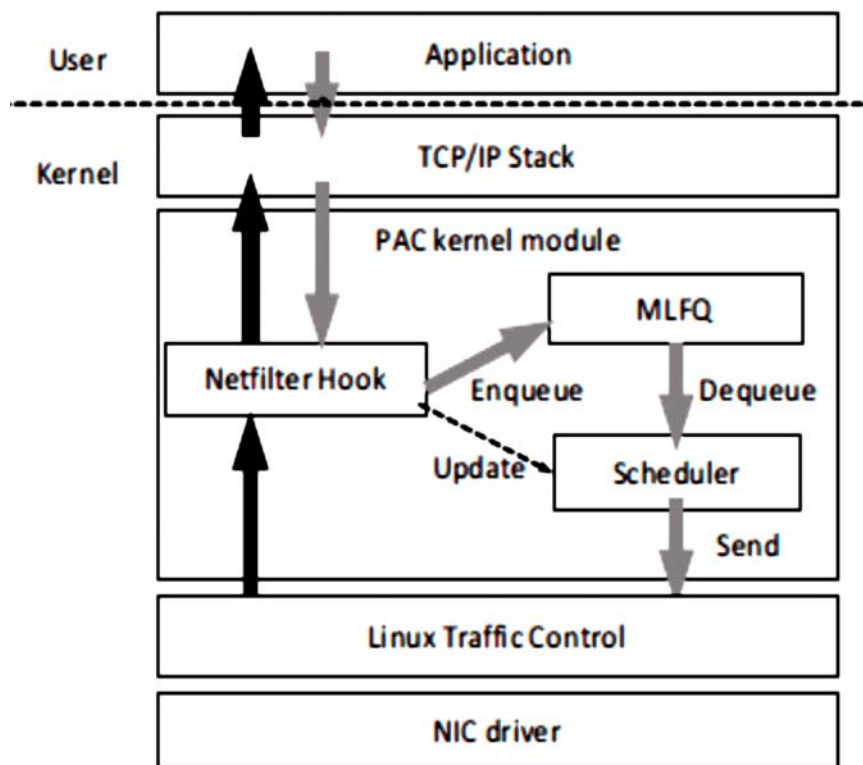 User
Application
Kernel
TCP/IP Stack
PAC kernel module
MLFQ
Netfilter Hook
Enqueue
Dequeue
Update
Scheduler
Send
Linux Traffic Control
NIC driver